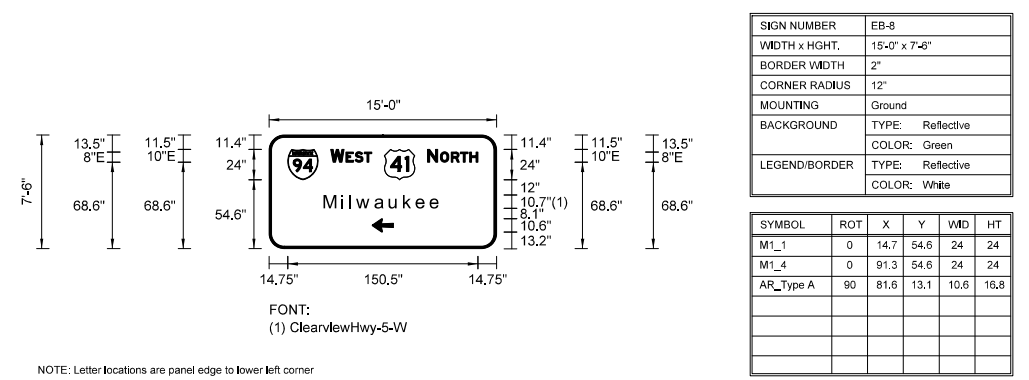 SIGN NUMBER EB-8
WIDTH x HGHT. 15'-0" x 7'-6"
BORDER WIDTH 2"
CORNER RADIUS 12"
MOUNTING Ground
BACKGROUND TYPE: Reflective
COLOR: Green
LEGEND/BORDER TYPE: Reflective
COLOR: White
15'-0"
7'-6"
13.5"
8"E
68.6"
11.5"
10"E
68.6"
11.4"
24"
54.6"
94 WEST 41 NORTH
Milwaukee
11.4"
24"
12"
10.7"(1)
8.1"
10.6"
13.2"
11.5"
10"E
68.6"
13.5"
8"E
68.6"
14.75" 150.5" 14.75"
FONT:
(1) ClearviewHwy-5-W
NOTE: Letter locations are panel edge to lower left corner
SYMBOL ROT X Y WID HT
M1_1 0 14.7 54.6 24 24
M1_4 0 91.3 54.6 24 24
AR_Type A 90 81.6 13.1 10.6 16.8